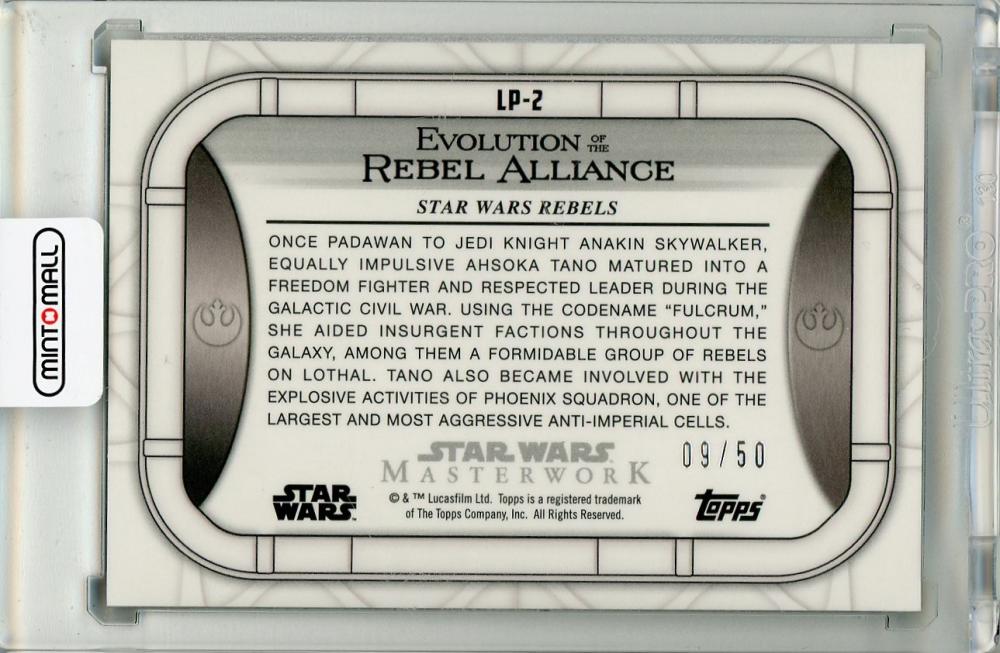 LP-2
EVOLUTION OF THE
REBEL ALLIANCE
STAR WARS REBELS
ONCE PADAWAN TO JEDI KNIGHT ANAKIN SKYWALKER,
EQUALLY IMPULSIVE AHSOKA TANO MATURED INTO A
FREEDOM FIGHTER AND RESPECTED LEADER DURING THE
GALACTIC CIVIL WAR. USING THE CODENAME “FULCRUM,”
SHE AIDED INSURGENT FACTIONS THROUGHOUT THE
GALAXY, AMONG THEM A FORMIDABLE GROUP OF REBELS
ON LOTHAL. TANO ALSO BECAME INVOLVED WITH THE
EXPLOSIVE ACTIVITIES OF PHOENIX SQUADRON, ONE OF THE
LARGEST AND MOST AGGRESSIVE ANTI-IMPERIAL CELLS.
STAR WARS
MASTERWORK
09/50
STAR
WARS™
© & ™ Lucasfilm Ltd. Topps is a registered trademark
of The Topps Company, Inc. All Rights Reserved.
Topps®
MINT MALL
UltraPRO® 130